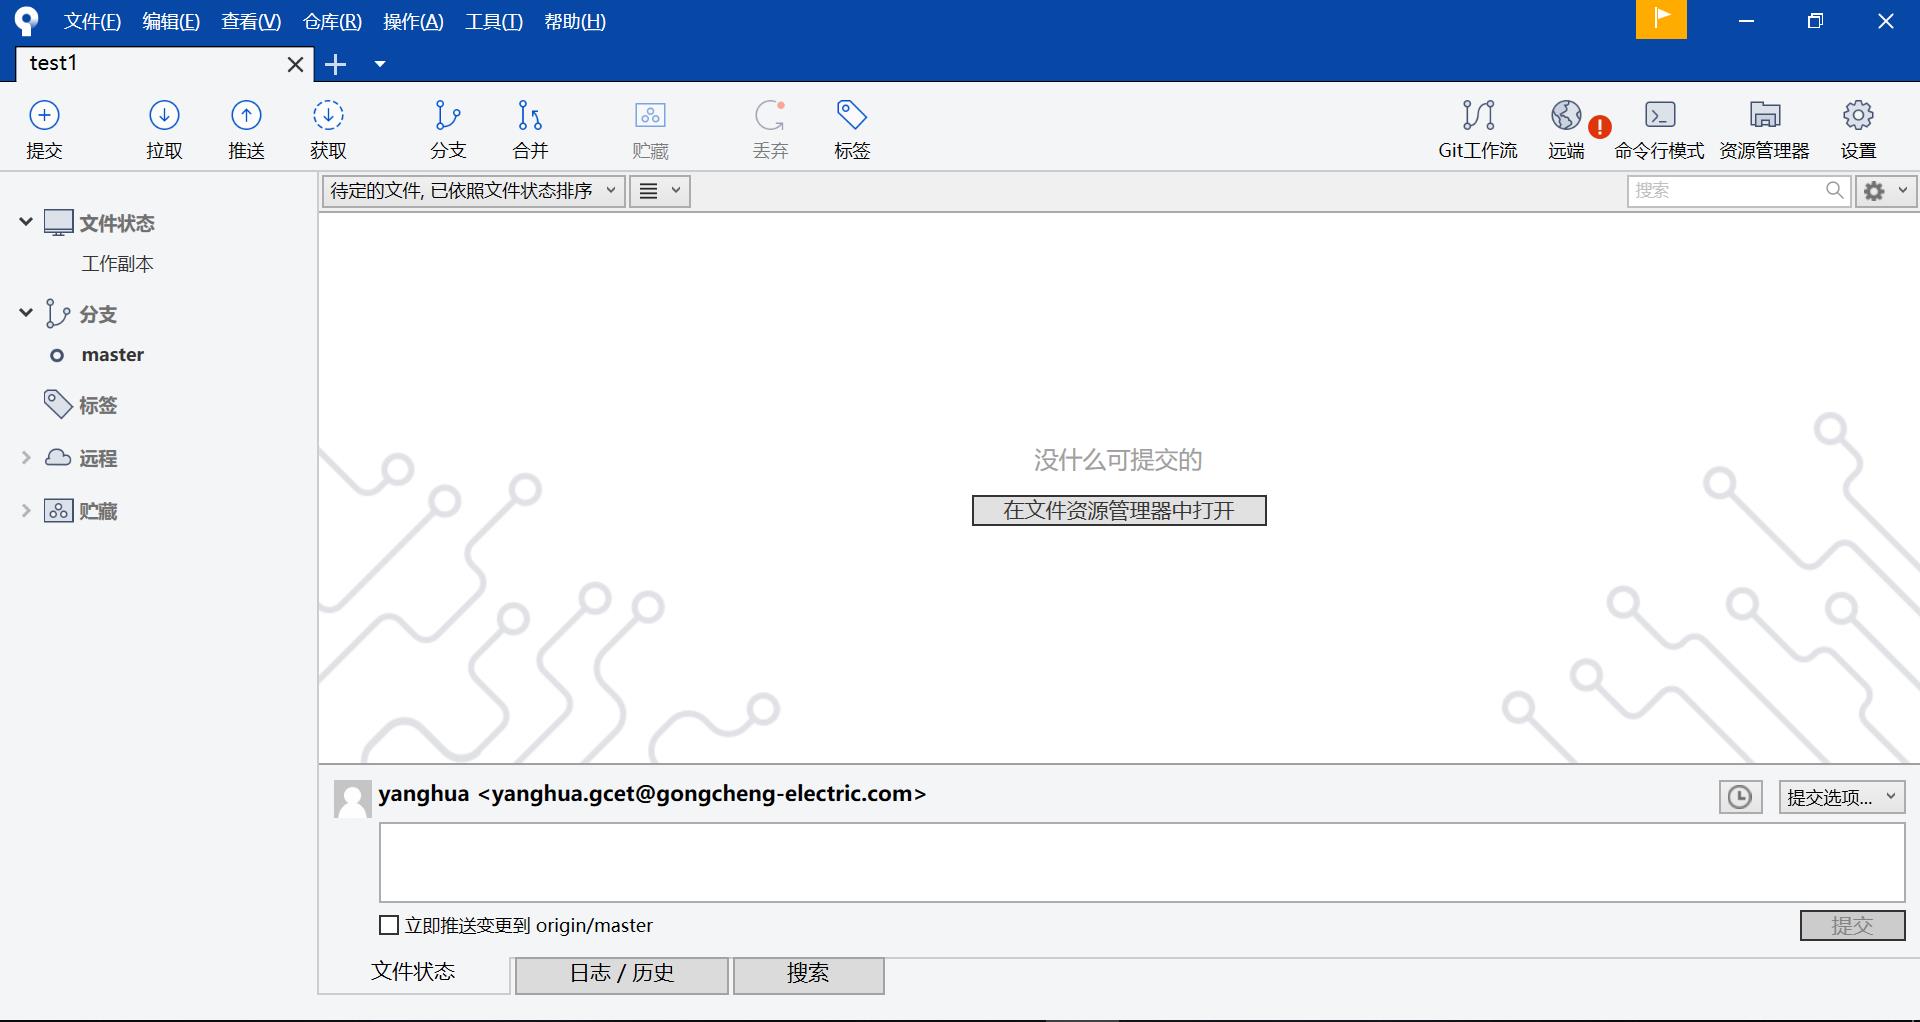 文件(F) 编辑(E) 查看(V) 仓库(R) 操作(A) 工具(T) 帮助(H)
test1
提交 拉取 推送 获取 分支 合并 贮藏 丢弃 标签 Git工作流 远端 命令行模式 资源管理器 设置
待定的文件, 已依照文件状态排序 搜索
文件状态
工作副本
分支
master
标签
远程
贮藏
没什么可提交的
在文件资源管理器中打开
yanghua <yanghua.gcet@gongcheng-electric.com> 提交选项...
立即推送变更到 origin/master 提交
文件状态 日志 / 历史 搜索